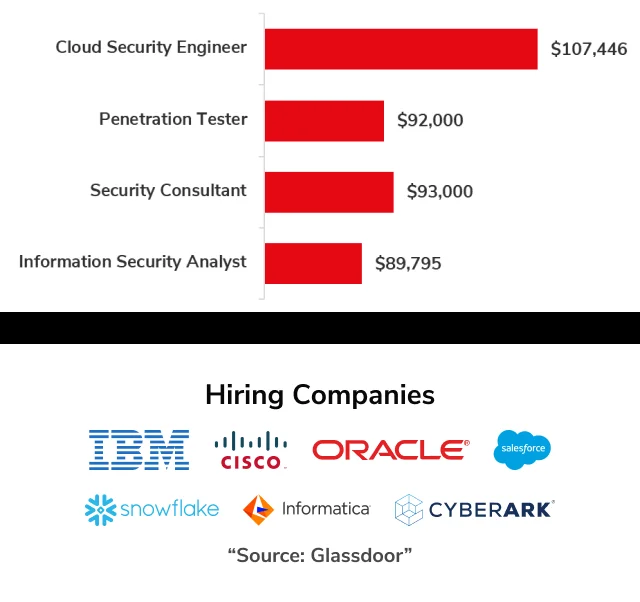 Cloud Security Engineer $107,446
Penetration Tester $92,000
Security Consultant $93,000
Information Security Analyst $89,795
Hiring Companies
IBM CISCO ORACLE® salesforce
snowflake Informatica CYBERARK®
“Source: Glassdoor”